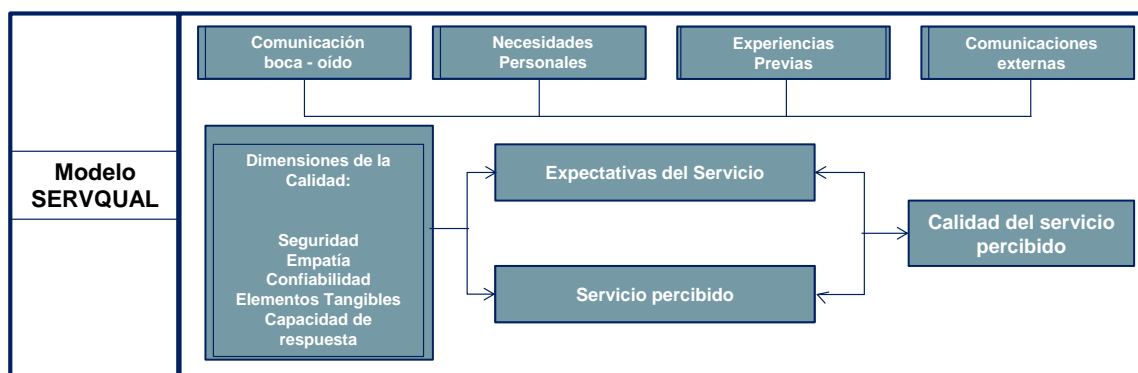 Modelo
SERVQUAL
Comunicación
boca - oído
Necesidades
Personales
Experiencias
Previas
Comunicaciones
externas
Dimensiones de la
Calidad:
Seguridad
Empatía
Confiabilidad
Elementos Tangibles
Capacidad de
respuesta
Expectativas del Servicio
Servicio percibido
Calidad del servicio
percibido